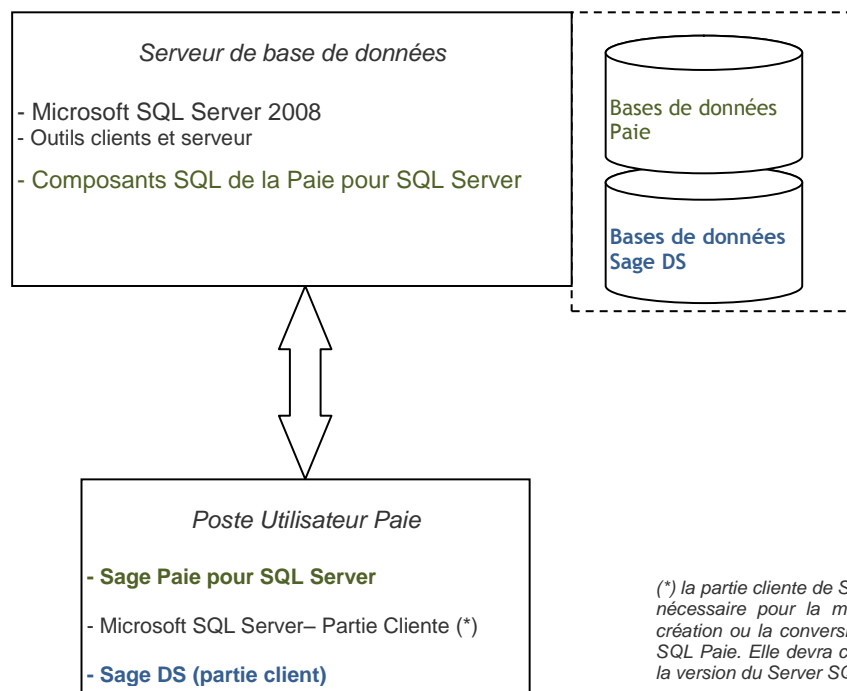 Serveur de base de données
- Microsoft SQL Server 2008
- Outils clients et serveur
- Composants SQL de la Paie pour SQL Server
Bases de données
Paie
Bases de données
Sage DS
Poste Utilisateur Paie
- Sage Paie pour SQL Server
- Microsoft SQL Server– Partie Cliente (*)
- Sage DS (partie client)
(*) la partie cliente de
nécessaire pour la
création ou la
SQL Paie. Elle devra
la version du Server